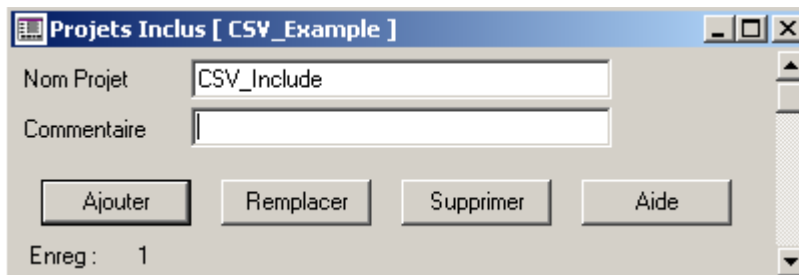 Projets Inclus [ CSV_Example ]
Nom Projet CSV_Include
Commentaire
Ajouter Remplacer Supprimer Aide
Enreg : 1